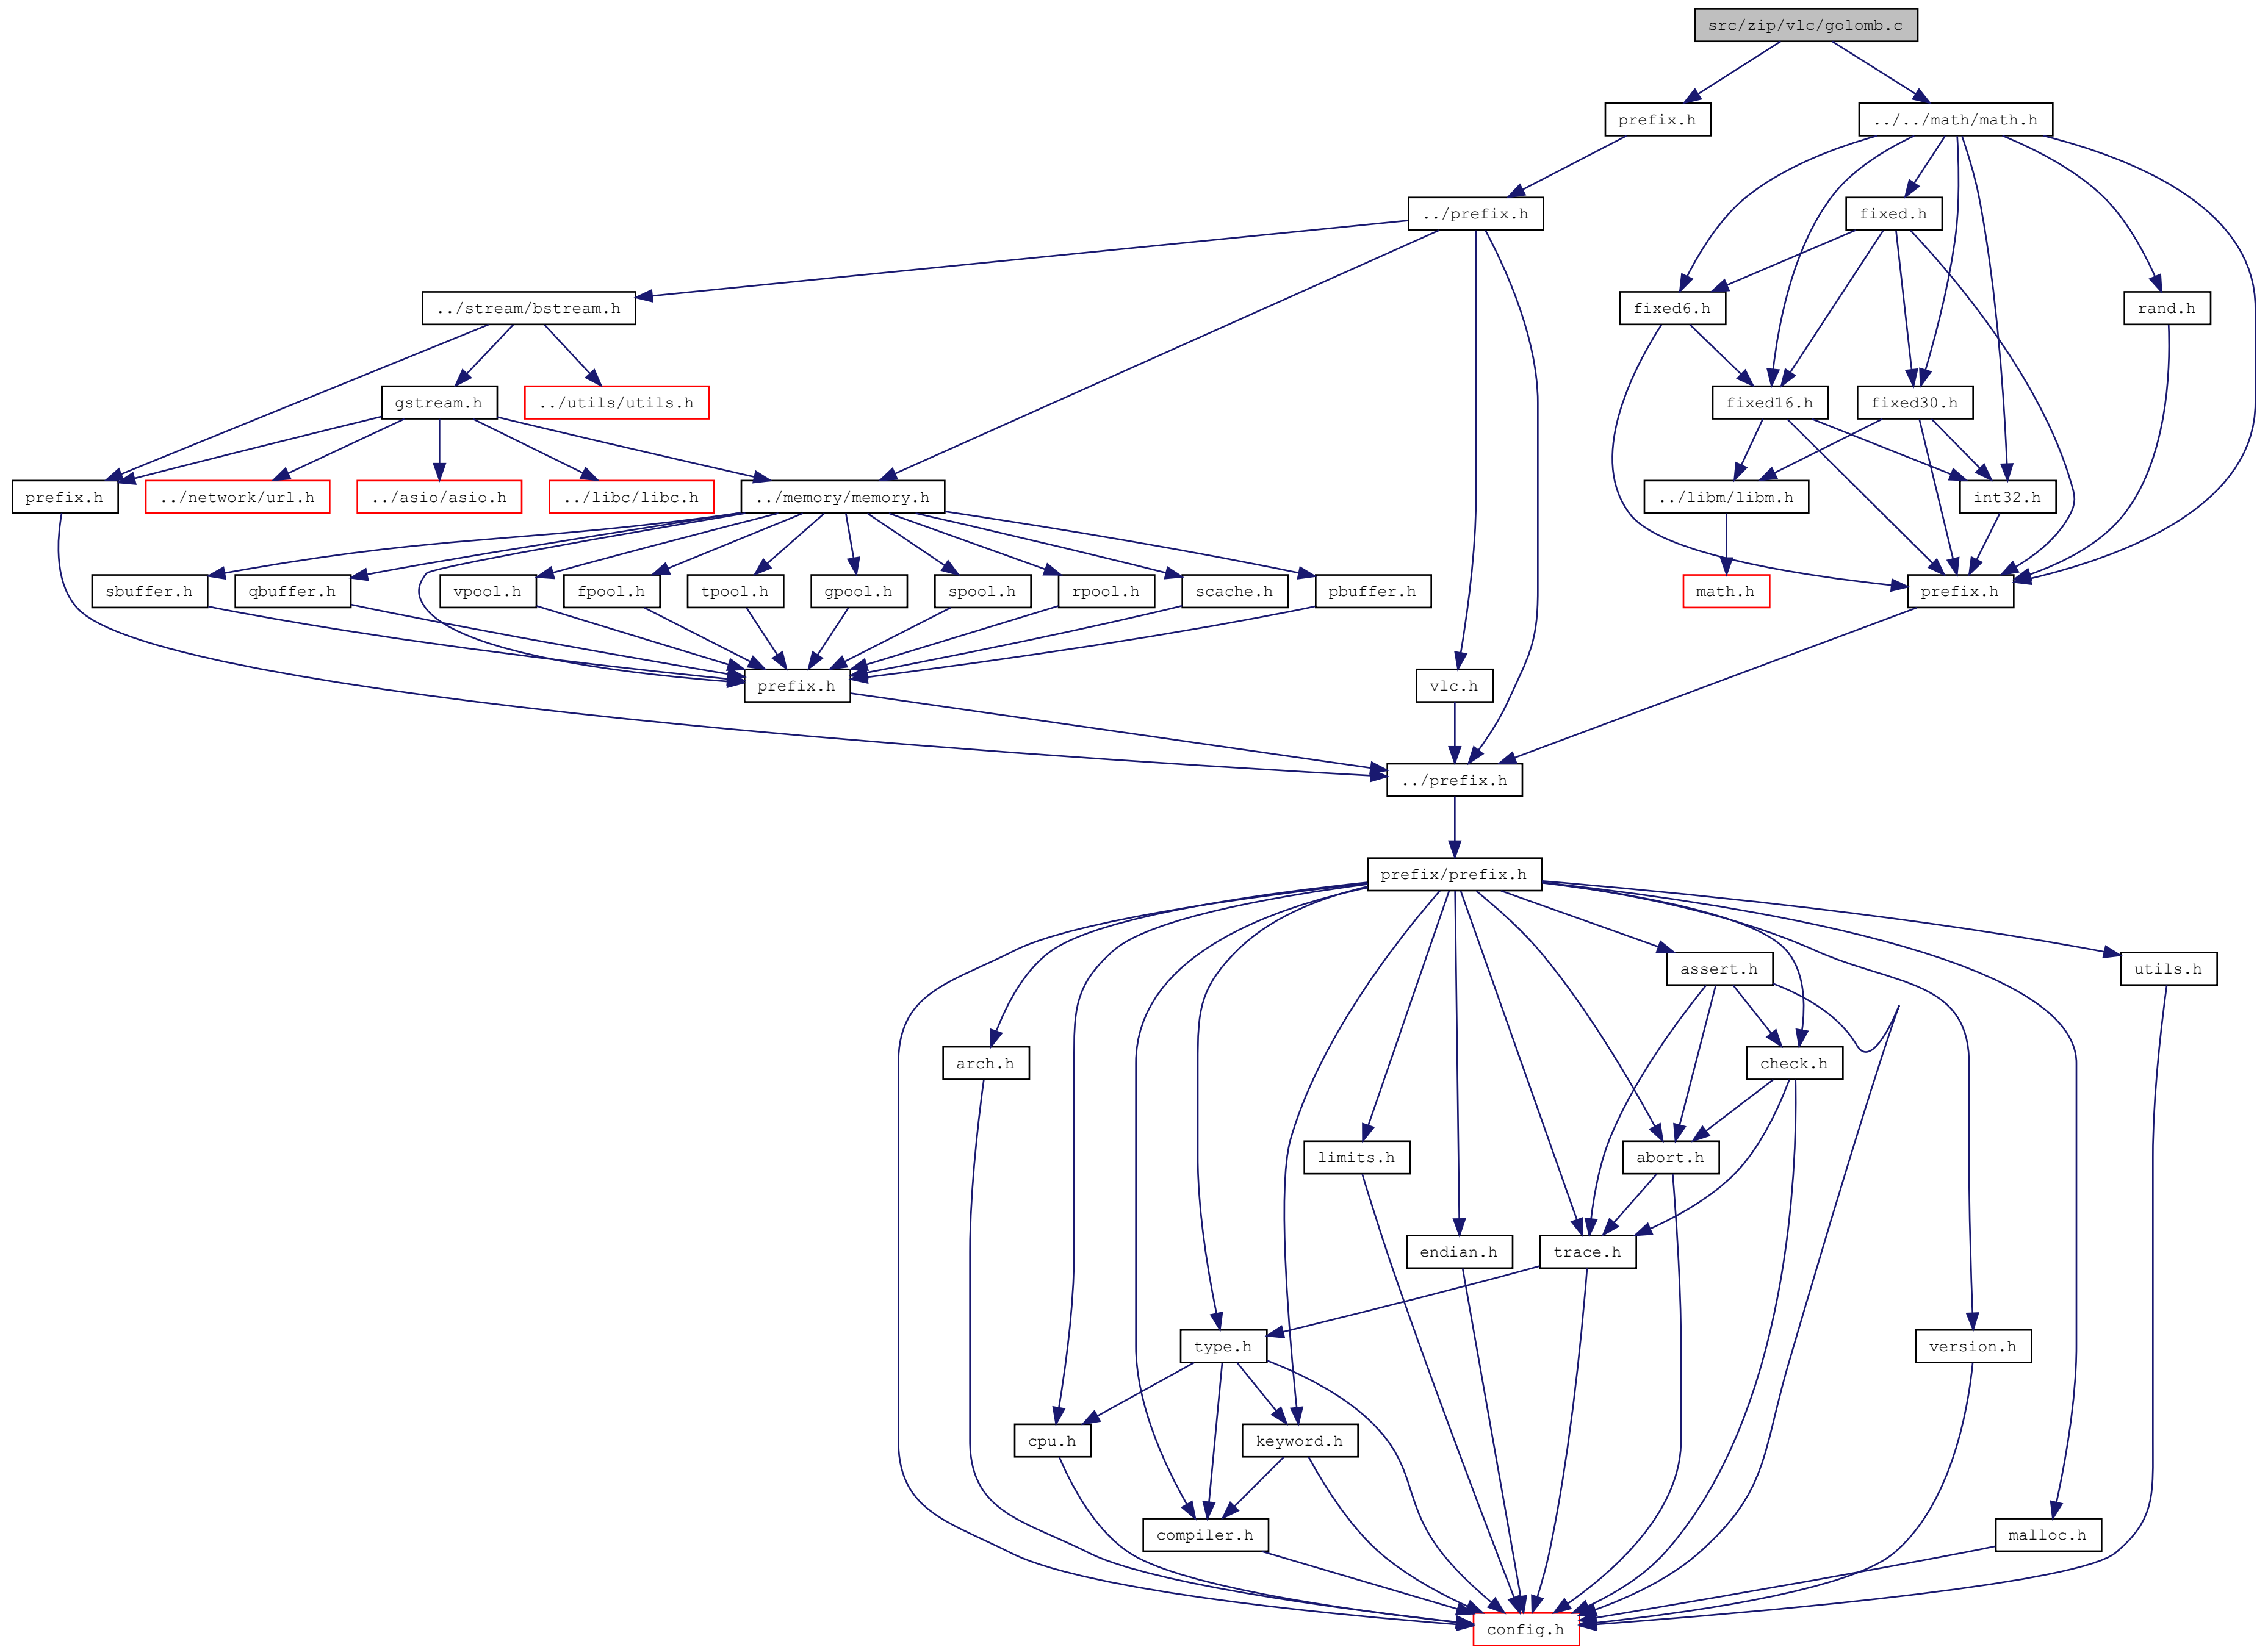 src/zip/vlc/golomb.c
prefix.h
../../math/math.h
../prefix.h
fixed.h
../stream/bstream.h
fixed6.h
rand.h
gstream.h
../utils/utils.h
fixed16.h
fixed30.h
prefix.h
../network/url.h
../asio/asio.h
../libc/libc.h
../memory/memory.h
../libm/libm.h
int32.h
sbuffer.h
qbuffer.h
vpool.h
fpool.h
tpool.h
gpool.h
spool.h
rpool.h
scache.h
pbuffer.h
math.h
prefix.h
prefix.h
vlc.h
../prefix.h
prefix/prefix.h
assert.h
utils.h
arch.h
check.h
limits.h
abort.h
endian.h
trace.h
type.h
version.h
cpu.h
keyword.h
compiler.h
malloc.h
config.h